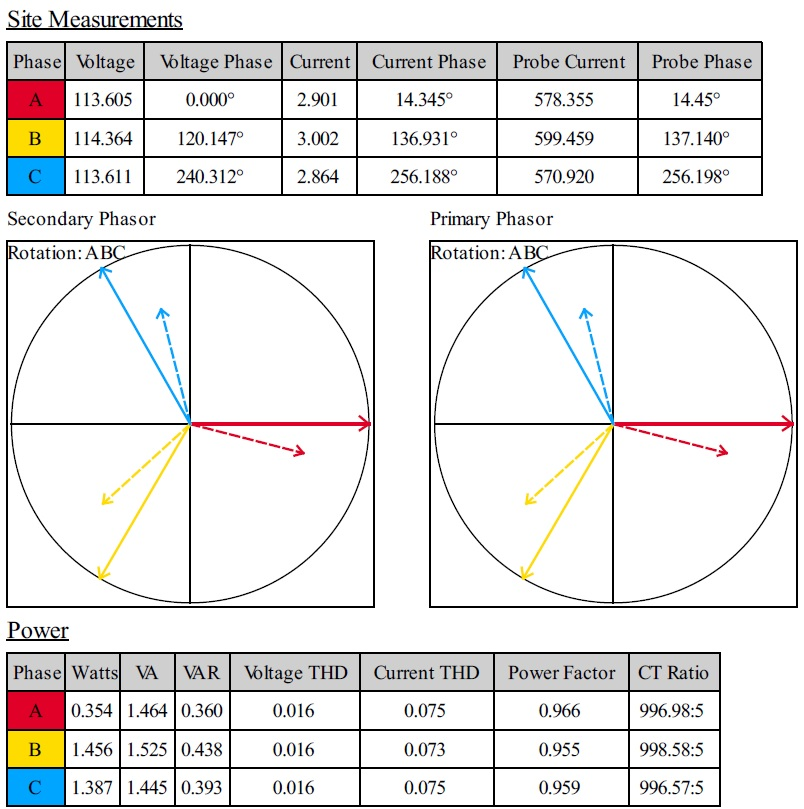 Site Measurements
Phase Voltage Voltage Phase Current Current Phase Probe Current Probe Phase
A 113.605 0.000° 2.901 14.345° 578.355 14.45°
B 114.364 120.147° 3.002 136.931° 599.459 137.140°
C 113.611 240.312° 2.864 256.188° 570.920 256.198°
Secondary Phasor Primary Phasor
Rotation: ABC Rotation: ABC
Power
Phase Watts VA VAR Voltage THD Current THD Power Factor CT Ratio
A 0.354 1.464 0.360 0.016 0.075 0.966 996.98:5
B 1.456 1.525 0.438 0.016 0.073 0.955 998.58:5
C 1.387 1.445 0.393 0.016 0.075 0.959 996.57:5